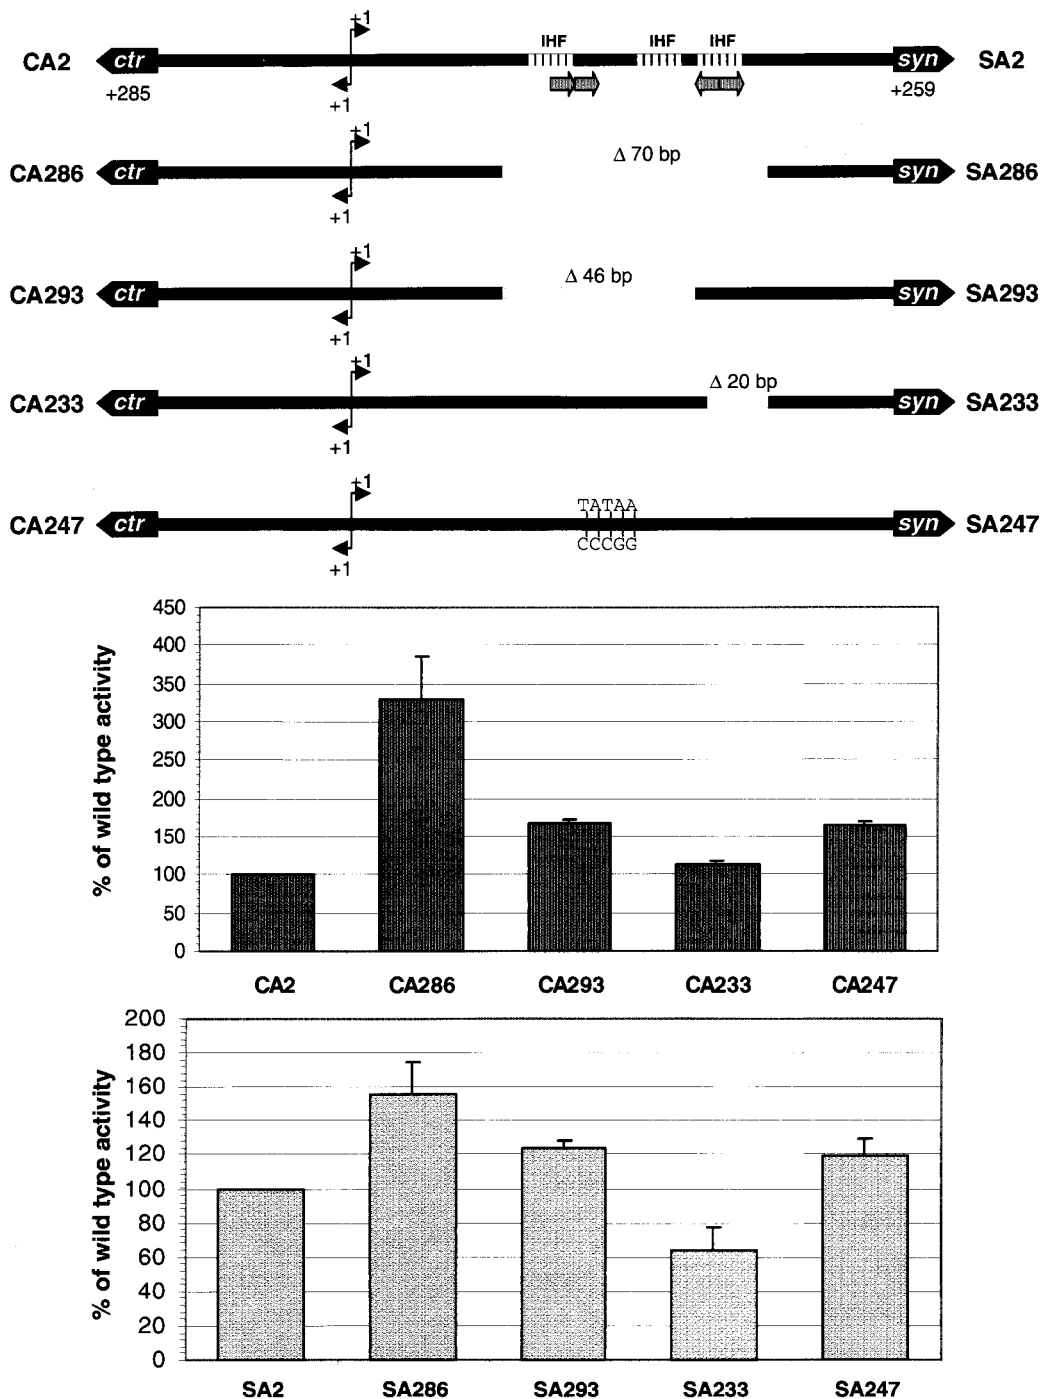 +1
IHF IHF IHF
CA2 ctr syn SA2
+285 +1 +259
+1
Δ 70 bp
CA286 ctr syn SA286
+1
+1
Δ 46 bp
CA293 ctr syn SA293
+1
+1
Δ 20 bp
CA233 ctr syn SA233
+1
+1
TATAA
CA247 ctr syn SA247
CCCGG
+1
% of wild type activity
450
400
350
300
250
200
150
100
50
0
CA2 CA286 CA293 CA233 CA247
% of wild type activity
200
180
160
140
120
100
80
60
40
20
0
SA2 SA286 SA293 SA233 SA247